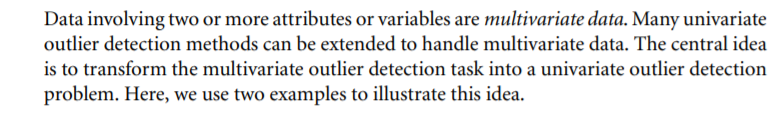 Data involving two or more attributes or variables are multivariate data. Many univariate
outlier detection methods can be extended to handle multivariate data. The central idea
is to transform the multivariate outlier detection task into a univariate outlier detection
problem. Here, we use two examples to illustrate this idea.